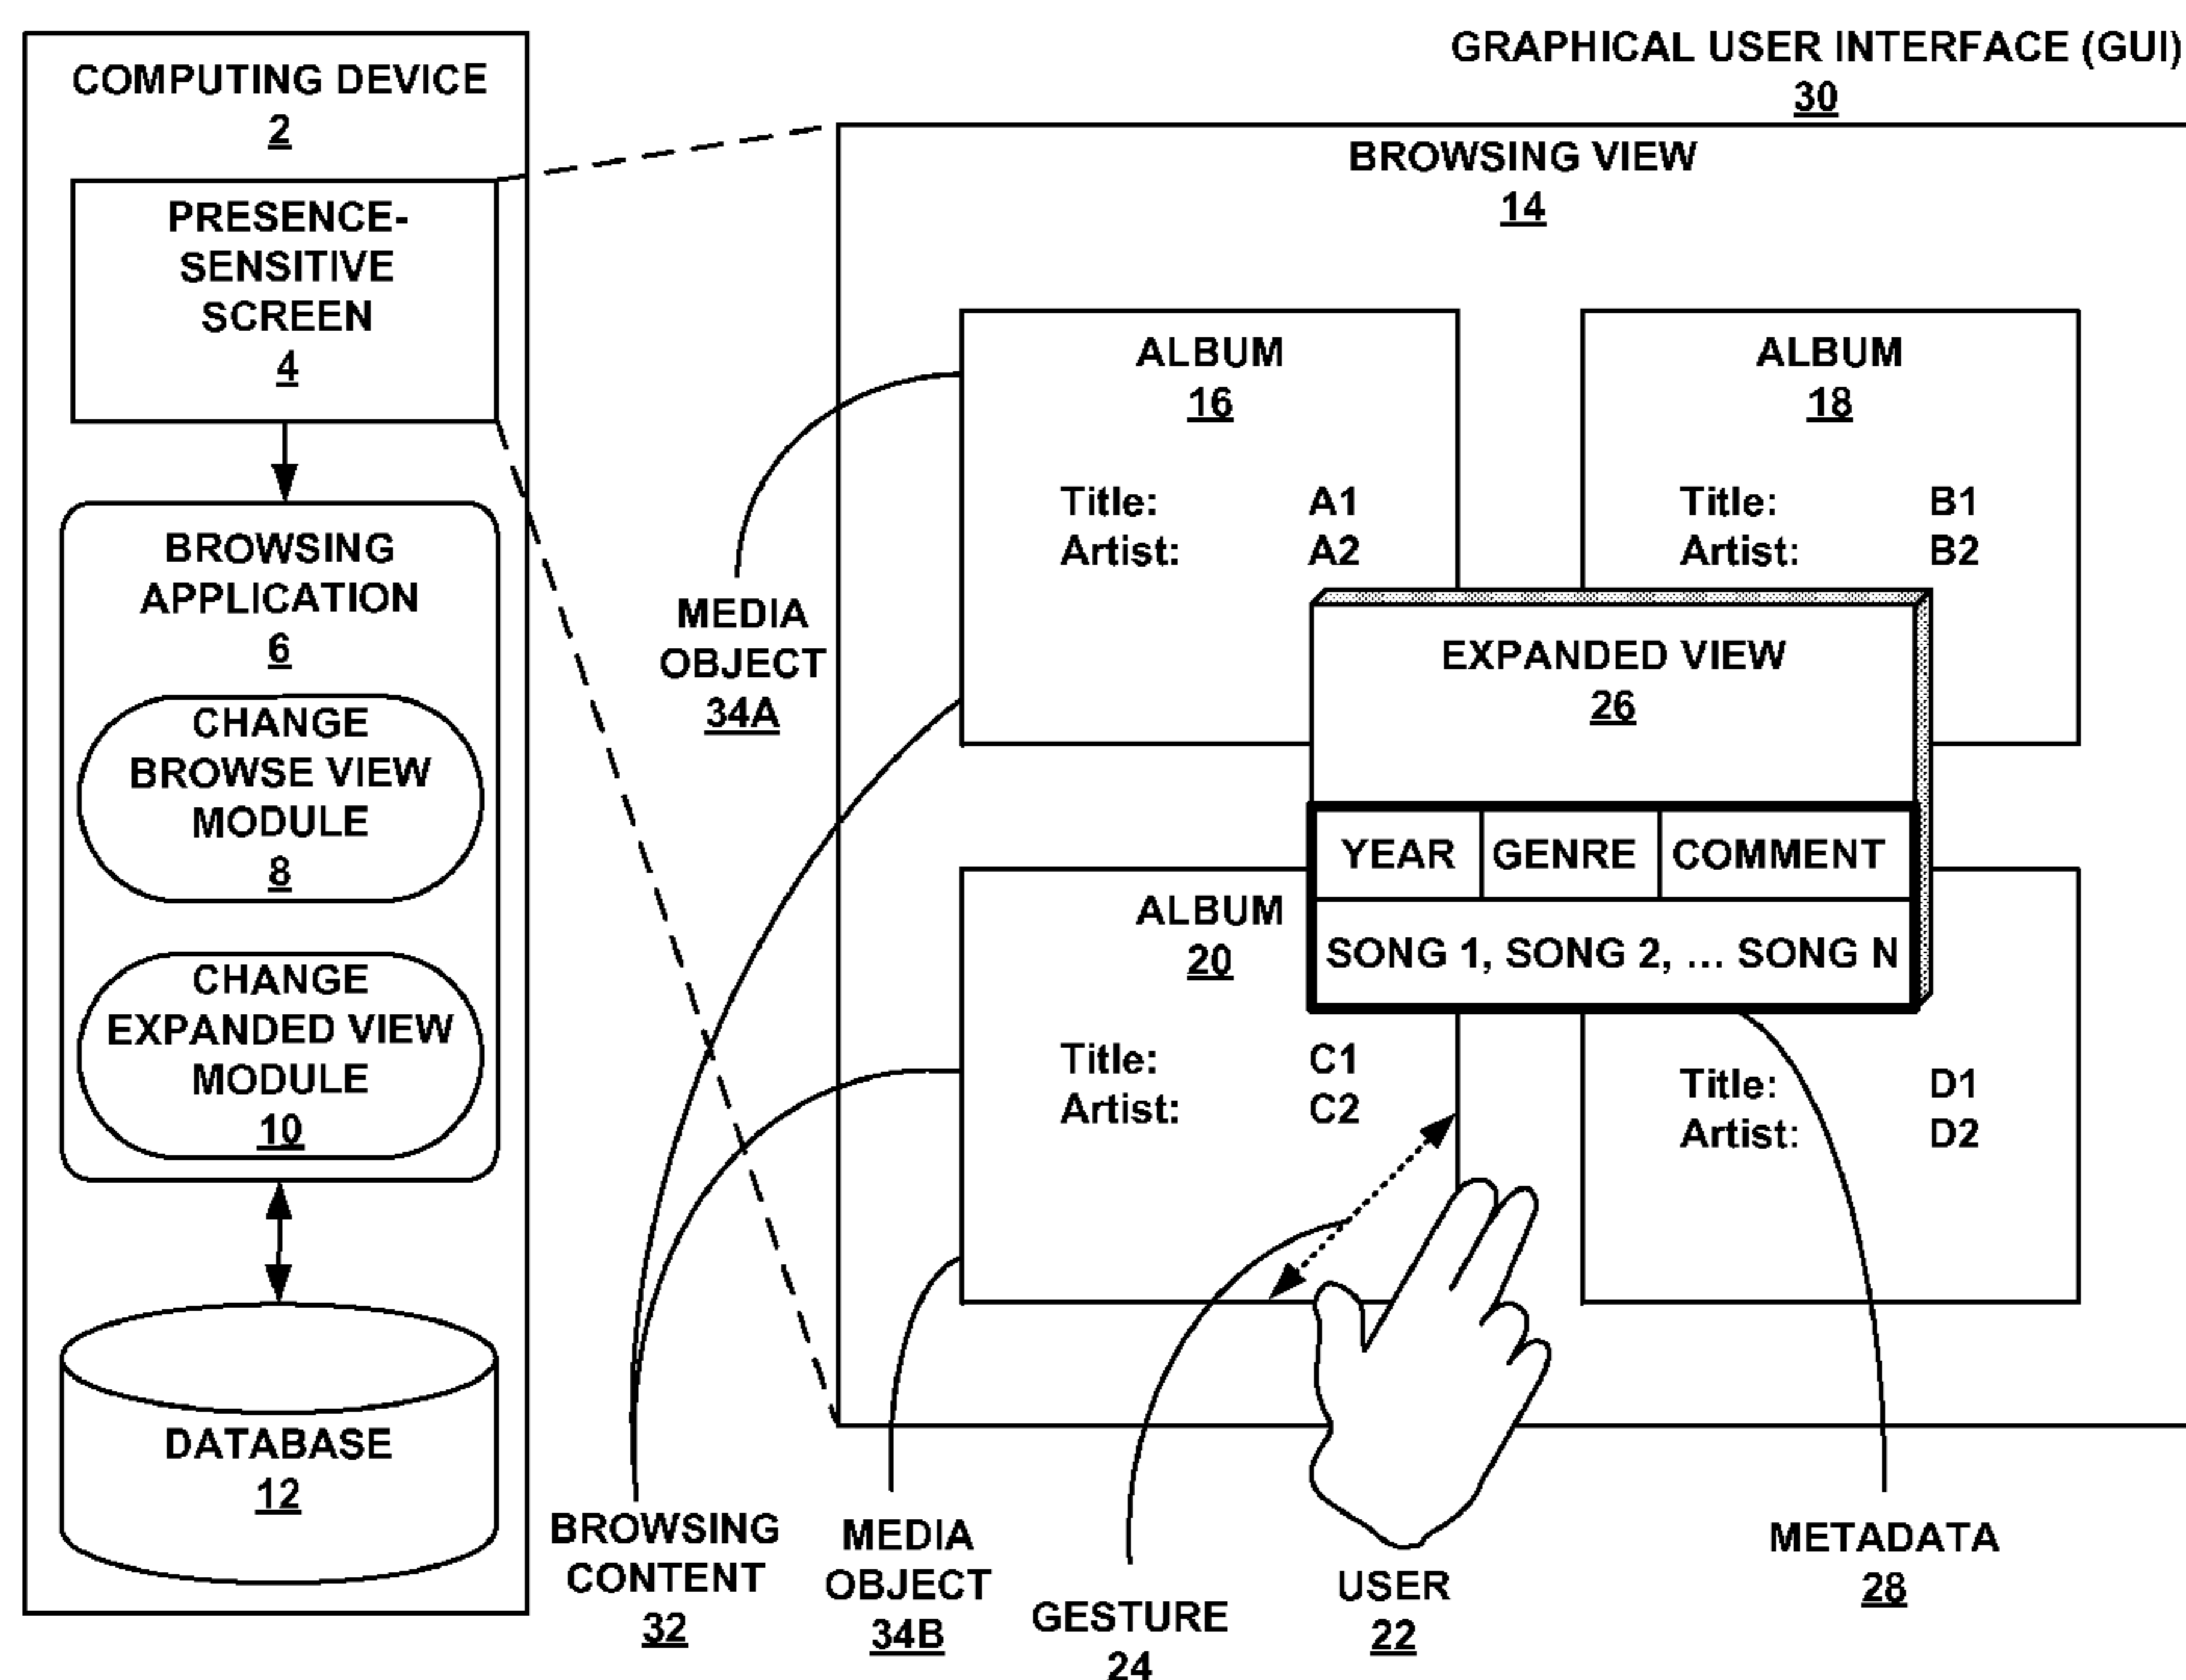 COMPUTING DEVICE
2
PRESENCE-
SENSITIVE
SCREEN
4
BROWSING
APPLICATION
6
CHANGE
BROWSE VIEW
MODULE
8
CHANGE
EXPANDED VIEW
MODULE
10
DATABASE
12
GRAPHICAL USER INTERFACE (GUI)
30
BROWSING VIEW
14
ALBUM
16
Title: A1
Artist: A2
ALBUM
18
Title: B1
Artist: B2
MEDIA
OBJECT
34A
EXPANDED VIEW
26
YEAR GENRE COMMENT
SONG 1, SONG 2, ... SONG N
ALBUM
20
Title: C1
Artist: C2
Title: D1
Artist: D2
BROWSING
CONTENT
32
MEDIA
OBJECT
34B
GESTURE
24
USER
22
METADATA
28